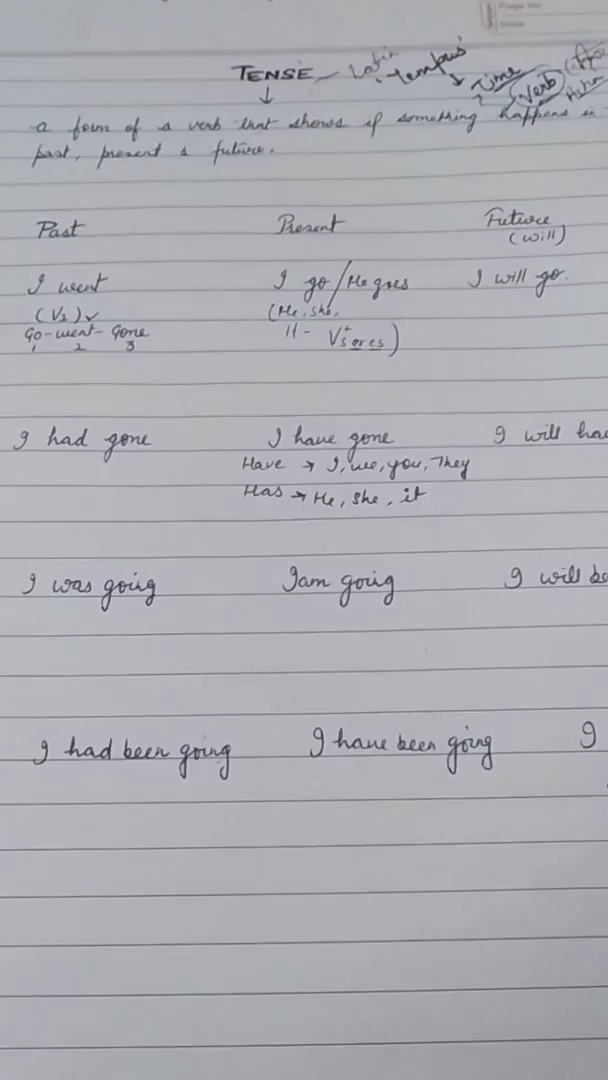 TENSE - Latin Tempus
Time
Verb
a form of a verb that shows if something happens in
past, present & future.
Past Present Future
(will)
I went I go/He goes I will go.
(V2) (He, she,
Go-went-Gone It - V+s or es)
1 2 3
I had gone I have gone I will hav
Have → I, we, you, They
Has → He, she, it
I was going I am going I will be
I had been going I have been going I